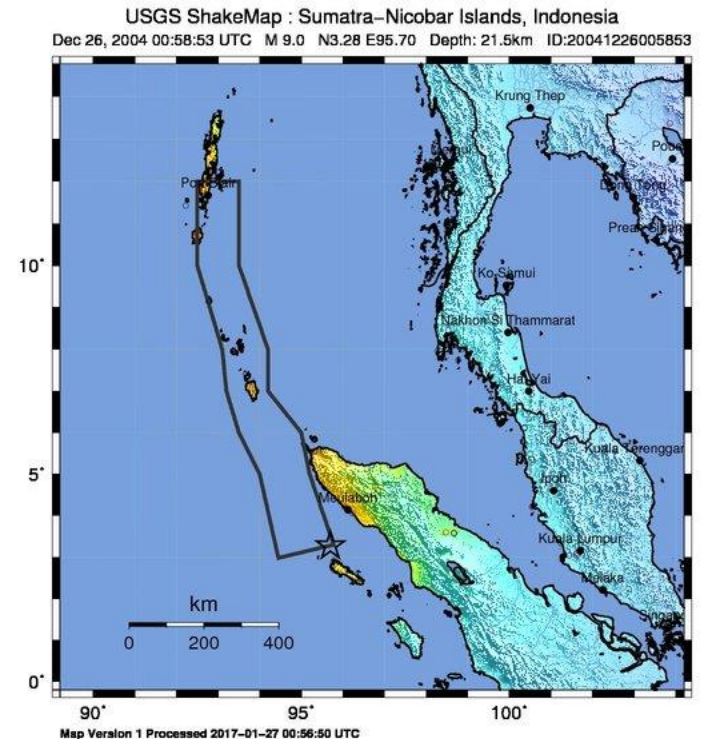 USGS ShakeMap : Sumatra–Nicobar Islands, Indonesia
Dec 26, 2004 00:58:53 UTC M 9.0 N3.28 E95.70 Depth: 21.5km ID:20041226005853
Krung Thep
Port Blair
10°
Ko Samui
Nakhon Si Thammarat
Hat Yai
Kuala Terenggar
5°
Ipoh
Meulaboh
Kuala Lumpur
Melaka
km
0 200 400
0°
90° 95° 100°
Map Version 1 Processed 2017–01–27 00:56:50 UTC